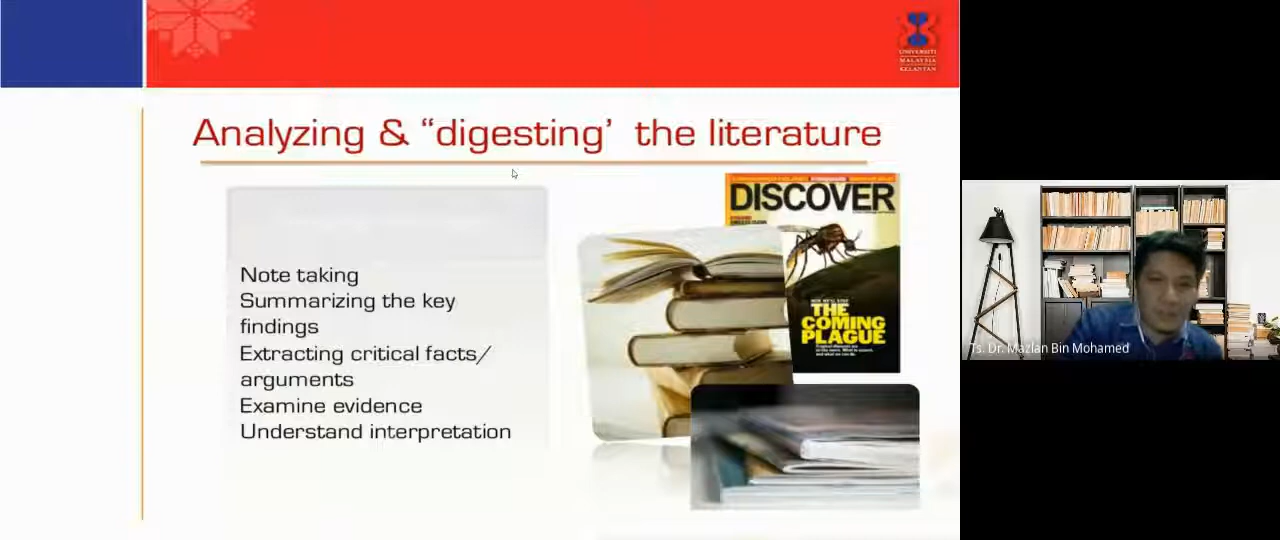 UNIVERSITI
MALAYSIA
KELANTAN
Analyzing & “digesting’ the literature
Note taking
Summarizing the key
findings
Extracting critical facts/
arguments
Examine evidence
Understand interpretation
DISCOVER
THE
COMING
PLAGUE
Ts. Dr. Mazlan Bin Mohamed